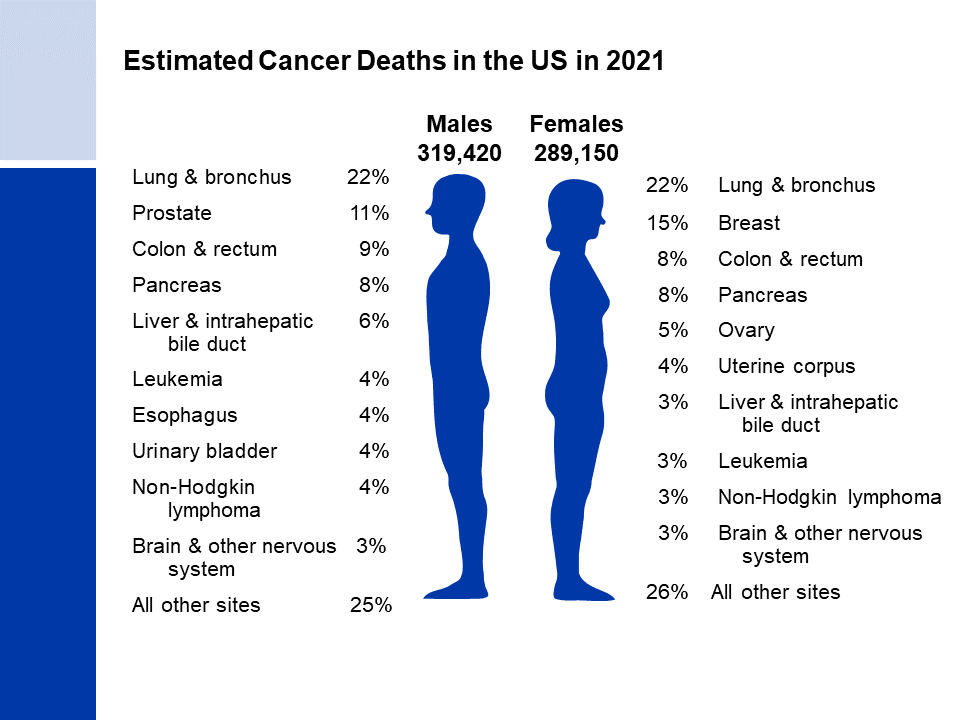 Estimated Cancer Deaths in the US in 2021
Males
319,420
Females
289,150
Lung & bronchus 22%
Prostate 11%
Colon & rectum 9%
Pancreas 8%
Liver & intrahepatic 6%
bile duct
Leukemia 4%
Esophagus 4%
Urinary bladder 4%
Non-Hodgkin 4%
lymphoma
Brain & other nervous 3%
system
All other sites 25%
22% Lung & bronchus
15% Breast
8% Colon & rectum
8% Pancreas
5% Ovary
4% Uterine corpus
3% Liver & intrahepatic
bile duct
3% Leukemia
3% Non-Hodgkin lymphoma
3% Brain & other nervous
system
26% All other sites